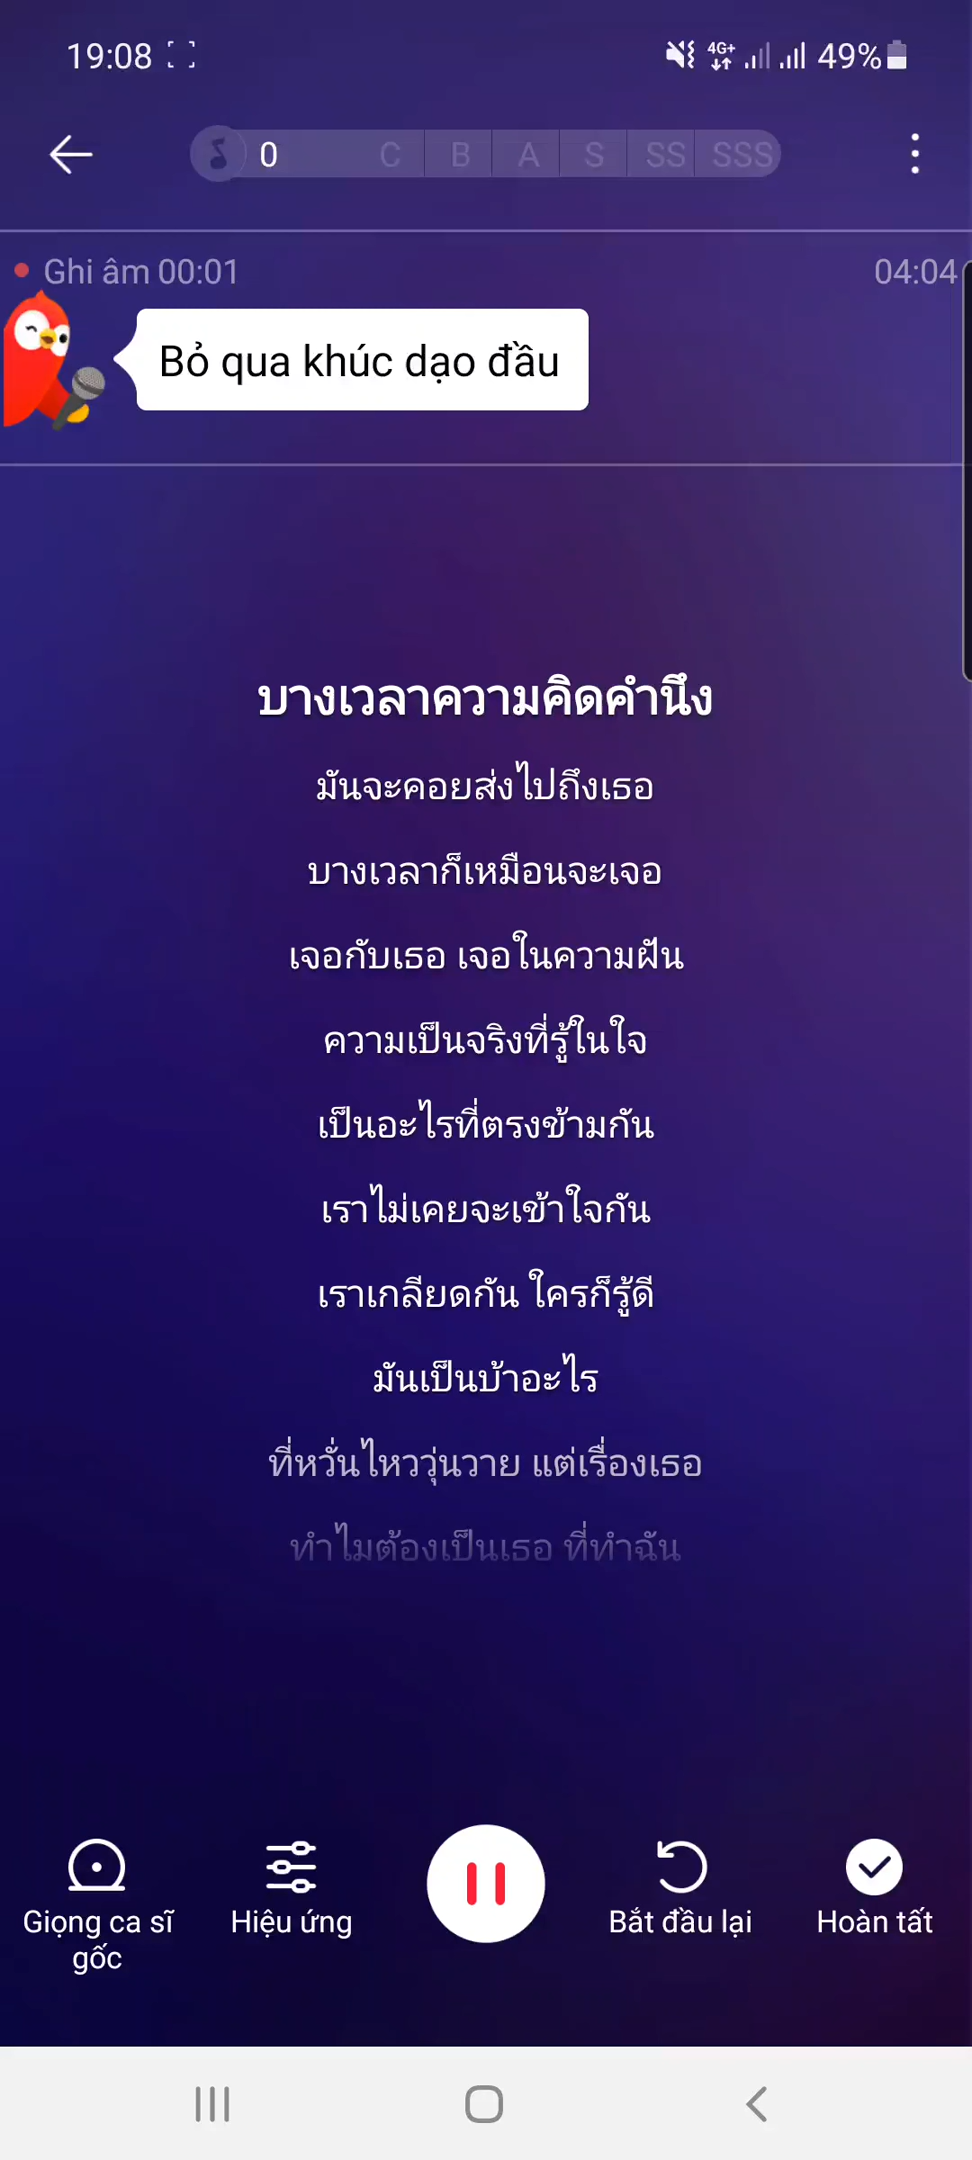 19:08 4G+ 49%
0 C B A S SS SSS
Ghi âm 00:01 04:04
Bỏ qua khúc dạo đầu
บางเวลาความคิดคำนึง
มันจะคอยส่งไปถึงเธอ
บางเวลาก็เหมือนจะเจอ
เจอกับเธอ เจอในความฝัน
ความเป็นจริงที่รู้ในใจ
เป็นอะไรที่ตรงข้ามกัน
เราไม่เคยจะเข้าใจกัน
เราเกลียดกัน ใครก็รู้ดี
มันเป็นบ้าอะไร
ที่หวั่นไหววุ่นวาย แต่เรื่องเธอ
ทำไมต้องเป็นเธอ ที่ทำฉัน
Giọng ca sĩ gốc
Hiệu ứng
Bắt đầu lại
Hoàn tất